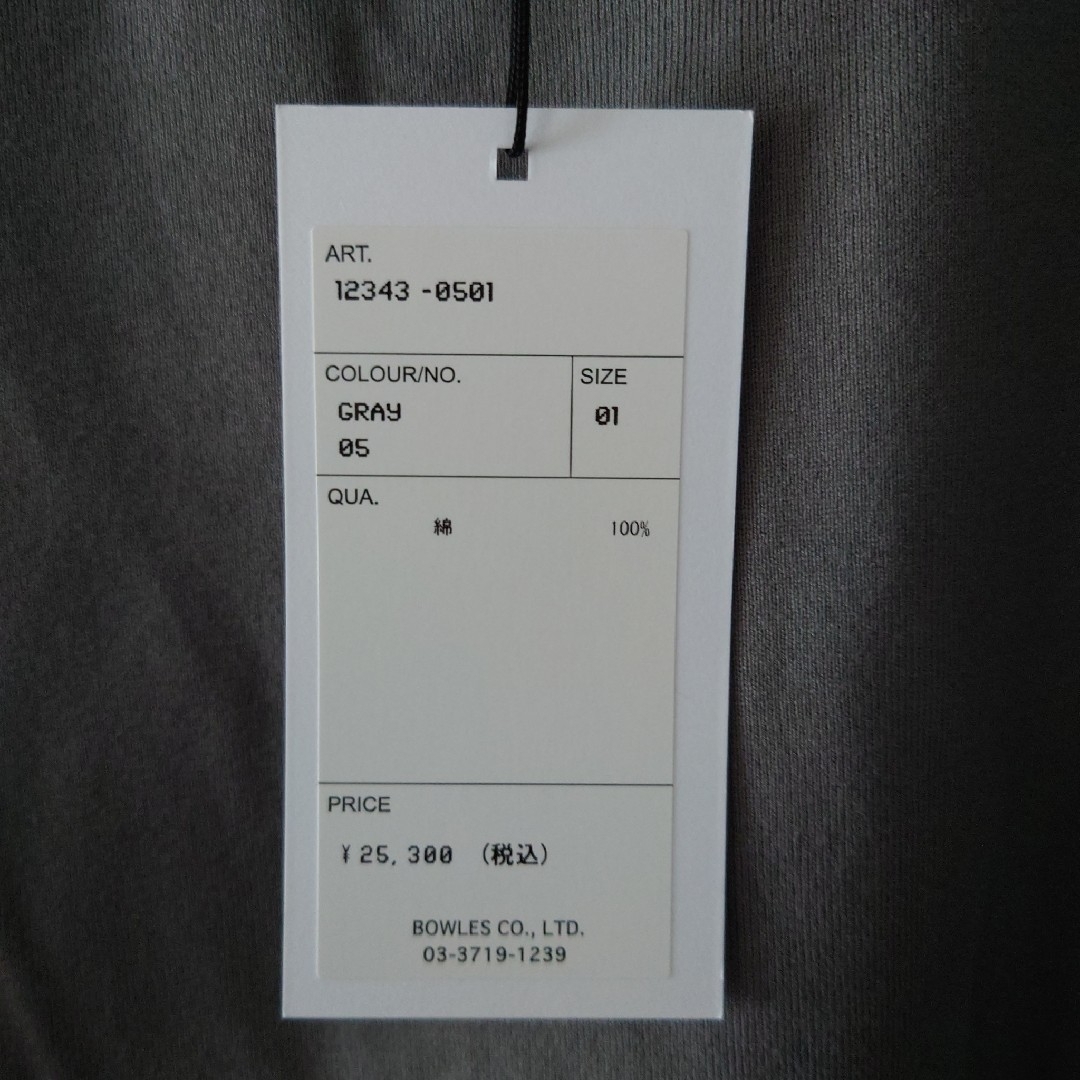 ART.
12343 -0501
COLOUR/NO.
GRAY
05
SIZE
01
QUA.
綿 100%
PRICE
¥ 25,300 (税込)
BOWLES CO., LTD.
03-3719-1239